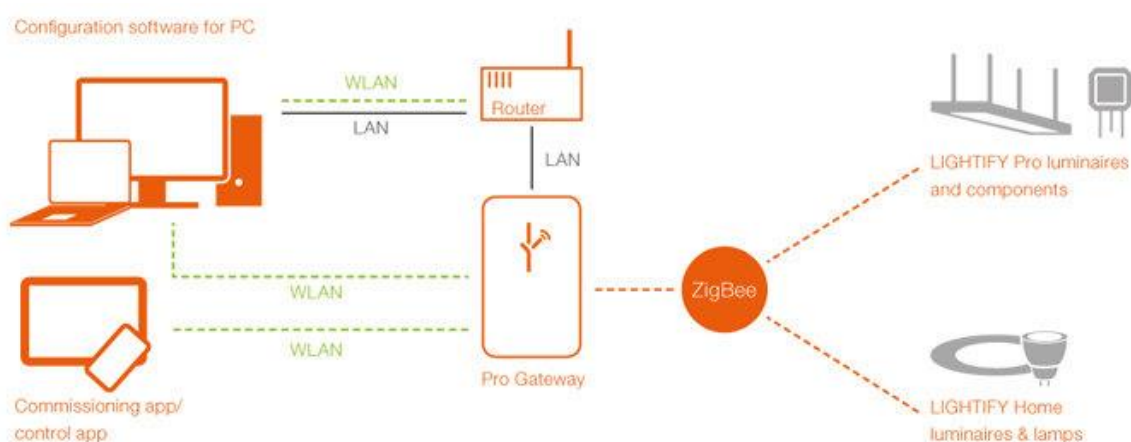 Configuration software for PC
WLAN
LAN
Router
LAN
LIGHTIFY Pro luminaires
and components
WLAN
ZigBee
WLAN
Pro Gateway
Commissioning app/
control app
LIGHTIFY Home
luminaires & lamps